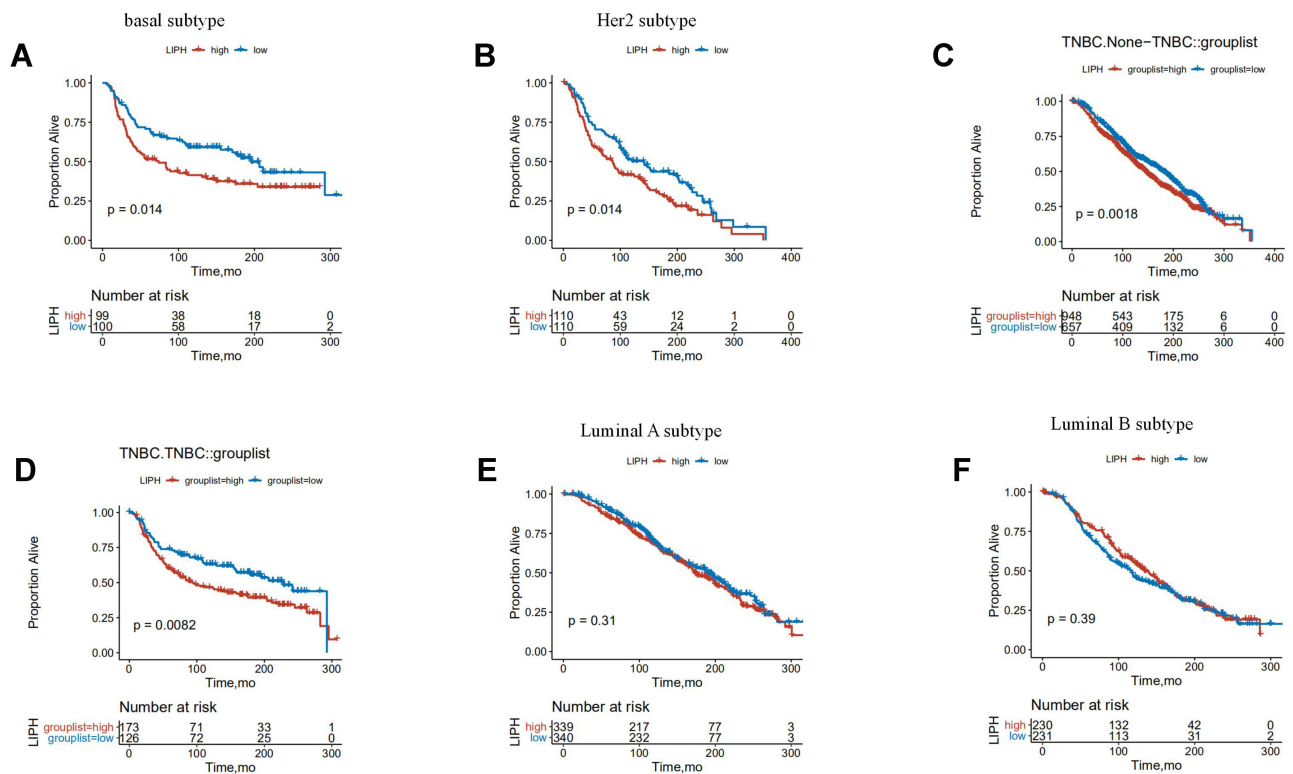 A
basal subtype
LIPH high low
Proportion Alive
1.00
0.75
0.50
0.25
0.00
p = 0.014
0 100 200 300
Time,mo
Number at risk
LIPH
high 99 38 18 0
low 100 58 17 2
0 100 200 300
Time,mo
B
Her2 subtype
LIPH high low
Proportion Alive
1.00
0.75
0.50
0.25
0.00
p = 0.014
0 100 200 300 400
Time,mo
Number at risk
LIPH
high 110 43 12 1 0
low 110 59 24 2 0
0 100 200 300 400
Time,mo
C
TNBC.None−TNBC::grouplist
LIPH grouplist=high grouplist=low
Proportion Alive
1.00
0.75
0.50
0.25
0.00
p = 0.0018
0 100 200 300 400
Time,mo
Number at risk
LIPH
grouplist=high 948 543 175 6 0
grouplist=low 657 409 132 6 0
0 100 200 300 400
Time,mo
D
TNBC.TNBC::grouplist
LIPH grouplist=high grouplist=low
Proportion Alive
1.00
0.75
0.50
0.25
0.00
p = 0.0082
0 100 200 300
Time,mo
Number at risk
LIPH
grouplist=high 173 71 33 1
grouplist=low 126 72 25 0
0 100 200 300
Time,mo
E
Luminal A subtype
LIPH high low
Proportion Alive
1.00
0.75
0.50
0.25
0.00
p = 0.31
0 100 200 300
Time,mo
Number at risk
LIPH
high 339 217 77 3
low 340 232 77 3
0 100 200 300
Time,mo
F
Luminal B subtype
LIPH high low
Proportion Alive
1.00
0.75
0.50
0.25
0.00
p = 0.39
0 100 200 300
Time,mo
Number at risk
LIPH
high 230 132 42 0
low 231 113 31 2
0 100 200 300
Time,mo